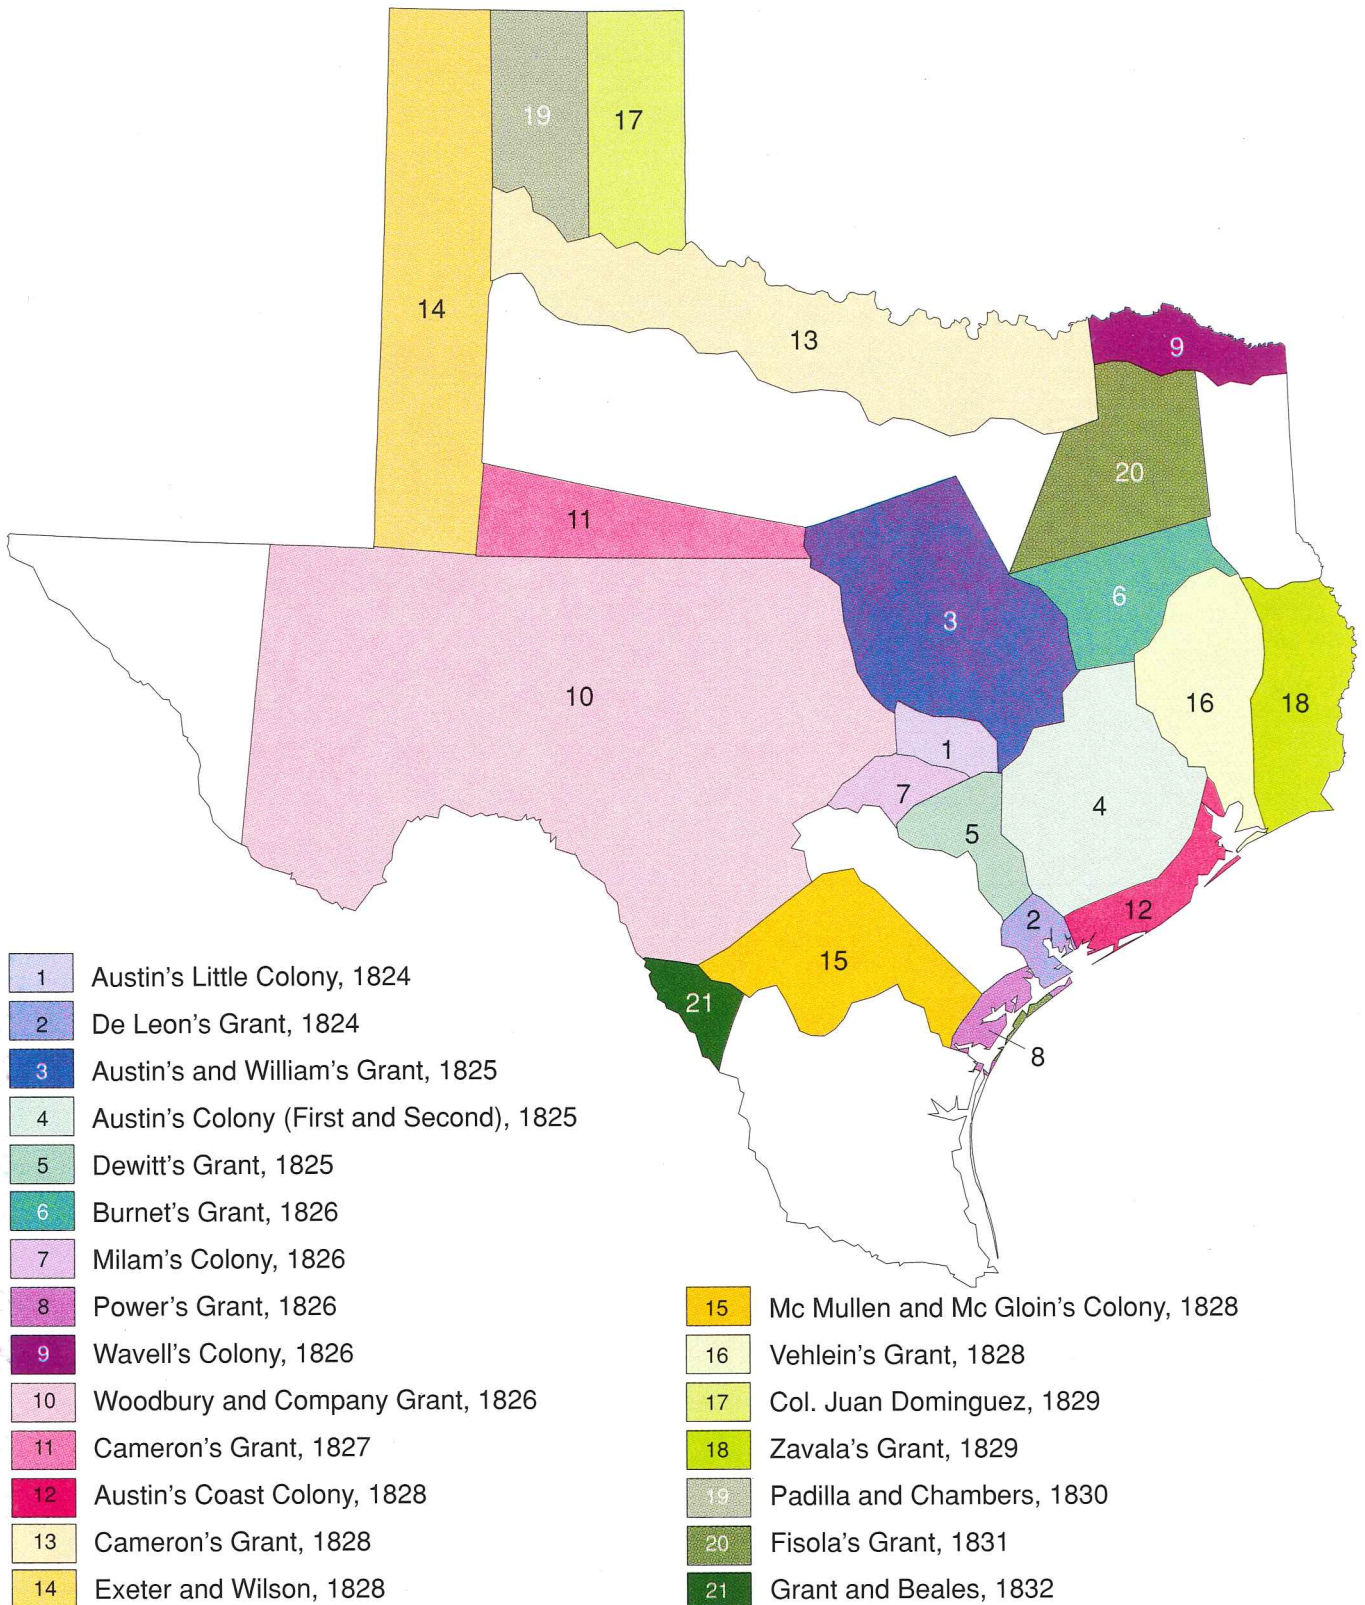 19
17
14
13
9
20
11
6
3
10
16
18
1
7
4
5
12
2
15
21
8
1 Austin's Little Colony, 1824
2 De Leon's Grant, 1824
3 Austin's and William's Grant, 1825
4 Austin's Colony (First and Second), 1825
5 Dewitt's Grant, 1825
6 Burnet's Grant, 1826
7 Milam's Colony, 1826
8 Power's Grant, 1826
9 Wavell's Colony, 1826
10 Woodbury and Company Grant, 1826
11 Cameron's Grant, 1827
12 Austin's Coast Colony, 1828
13 Cameron's Grant, 1828
14 Exeter and Wilson, 1828
15 Mc Mullen and Mc Gloin's Colony, 1828
16 Vehlein's Grant, 1828
17 Col. Juan Dominguez, 1829
18 Zavala's Grant, 1829
19 Padilla and Chambers, 1830
20 Fisola's Grant, 1831
21 Grant and Beales, 1832